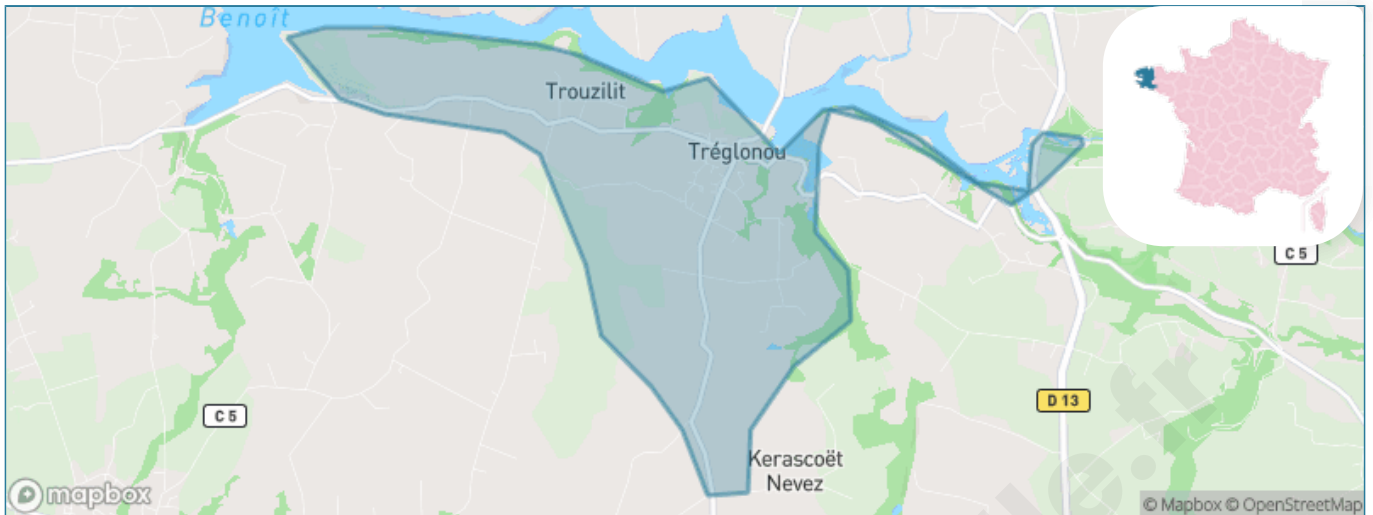 Benoît
Trouzilit
Tréglonou
C 5
D 13
C 5
Kerascoët
Nevez
mapbox
© Mapbox © OpenStreetMap